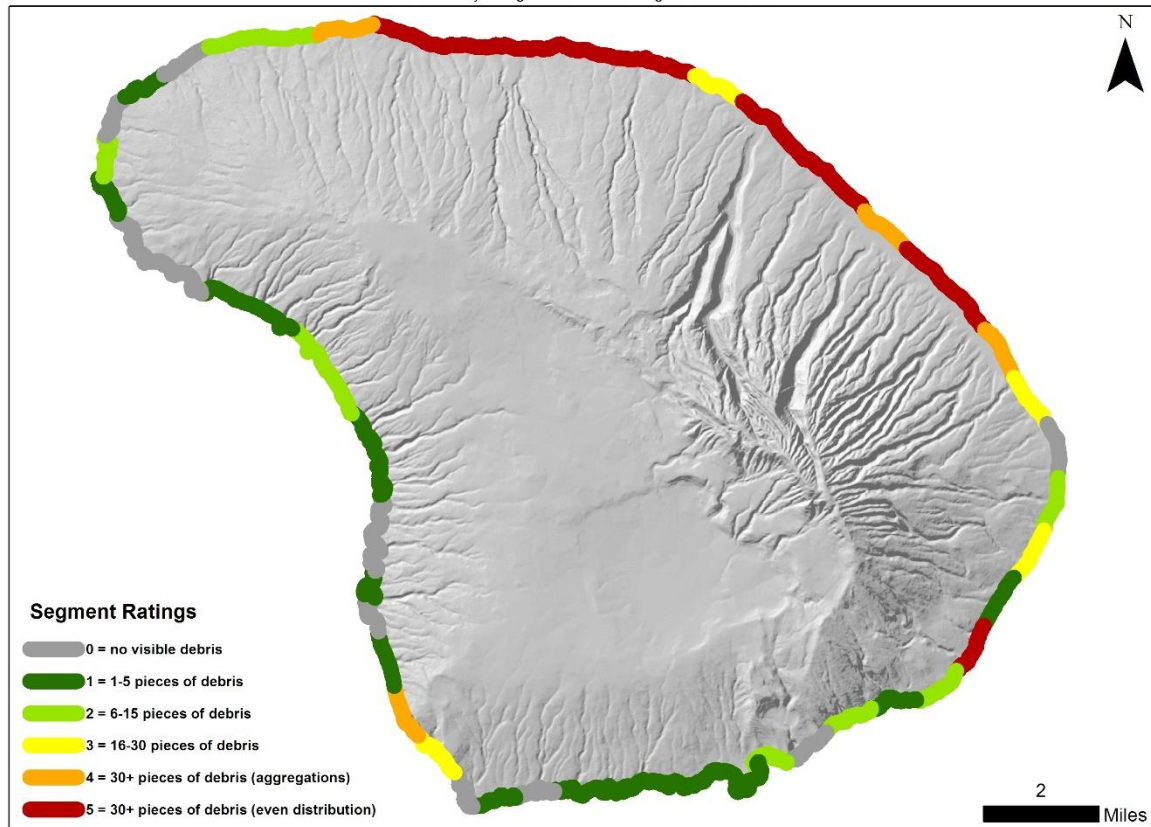 N
Segment Ratings
0 = no visible debris
1 = 1-5 pieces of debris
2 = 6-15 pieces of debris
3 = 16-30 pieces of debris
4 = 30+ pieces of debris (aggregations)
5 = 30+ pieces of debris (even distribution)
2
Miles